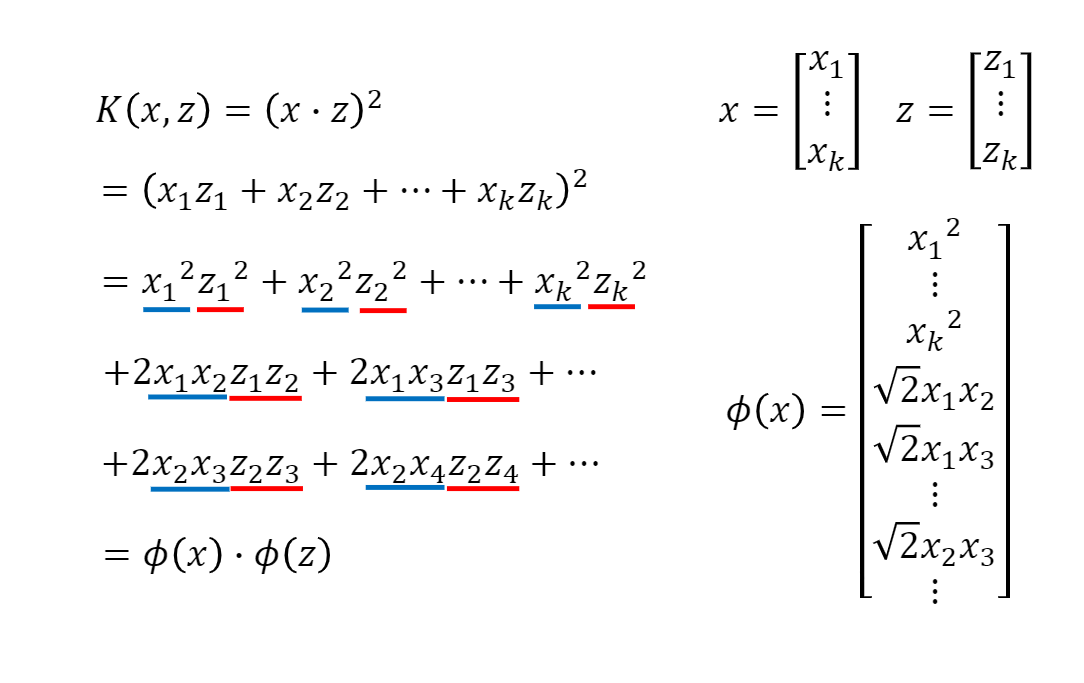 K(x, z) = (x · z)²
= (x₁z₁ + x₂z₂ + ⋯ + xₖzₖ)²
= x₁²z₁² + x₂²z₂² + ⋯ + xₖ²zₖ²
+2x₁x₂z₁z₂ + 2x₁x₃z₁z₃ + ⋯
+2x₂x₃z₂z₃ + 2x₂x₄z₂z₄ + ⋯
= ϕ(x) · ϕ(z)
x = [x₁ ⋮ xₖ] z = [z₁ ⋮ zₖ]
ϕ(x) = [x₁² ⋮ xₖ² √2x₁x₂ √2x₁x₃ ⋮ √2x₂x₃ ⋮]